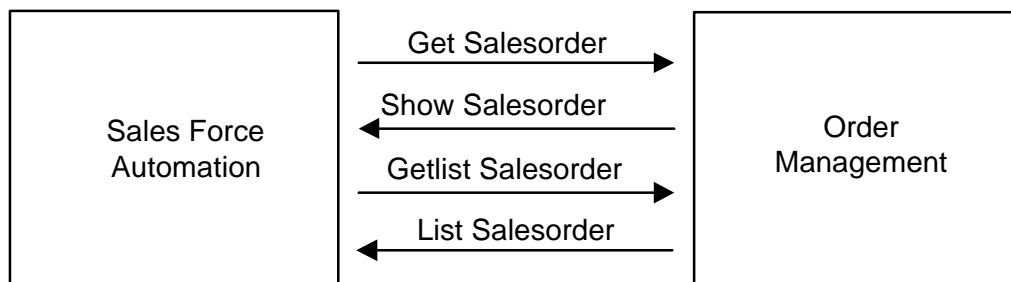 Sales Force
Automation
Get Salesorder
Show Salesorder
Getlist Salesorder
List Salesorder
Order
Management